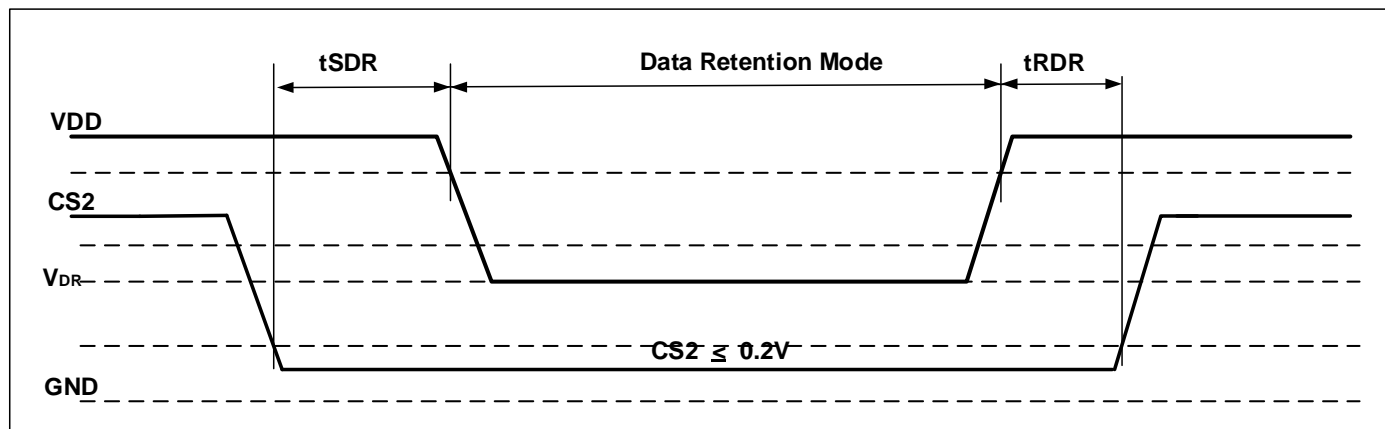 tSDR
Data Retention Mode
tRDR
VDD
CS2
VDR
CS2 ≤ 0.2V
GND